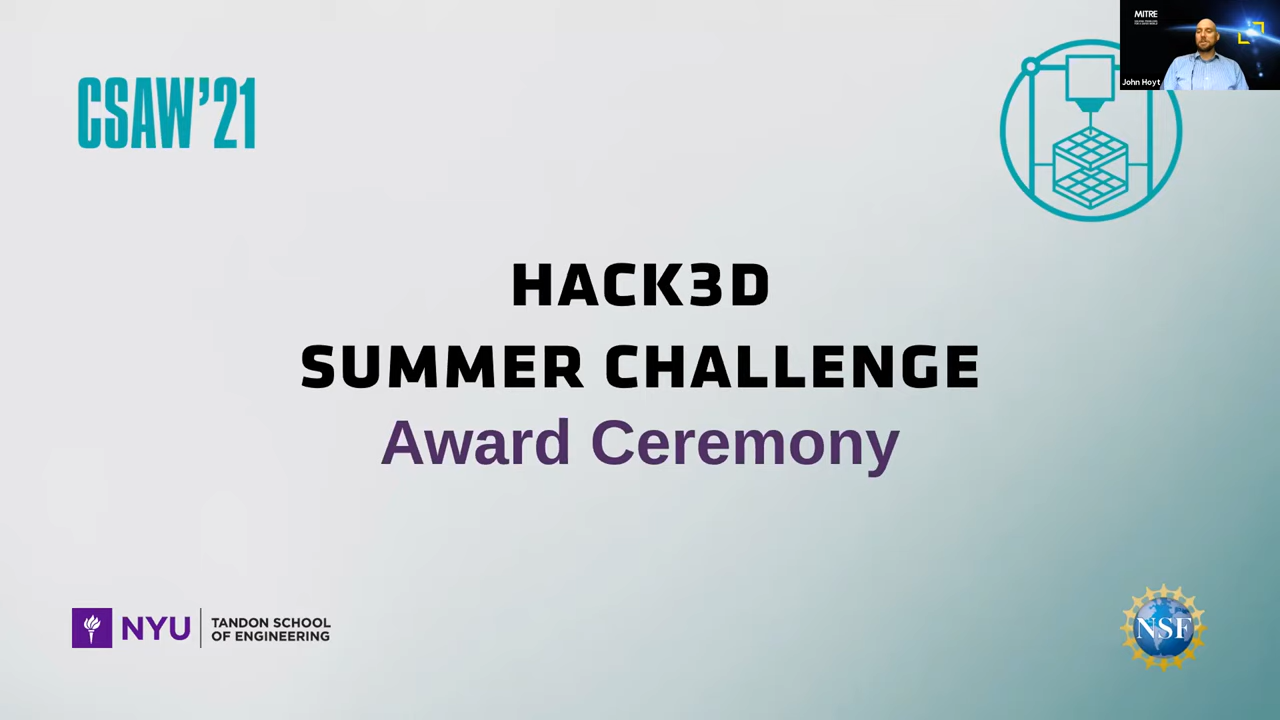 MITRE
John Hoyt
CSAW’21
HACK3D
SUMMER CHALLENGE
Award Ceremony
NYU
TANDON SCHOOL
OF ENGINEERING
NSF